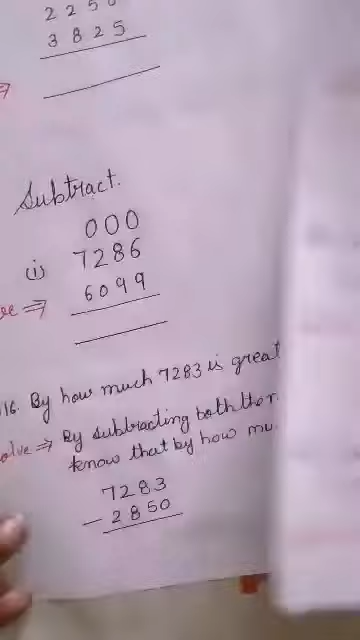 2 2 5
3 8 2 5
Subtract.
0 0 0
(i) 7 2 8 6
⇒ 6 0 9 9
16. By how much 7283 is great
⇒ By subtracting both the
know that by how mu
7 2 8 3
- 2 8 5 0